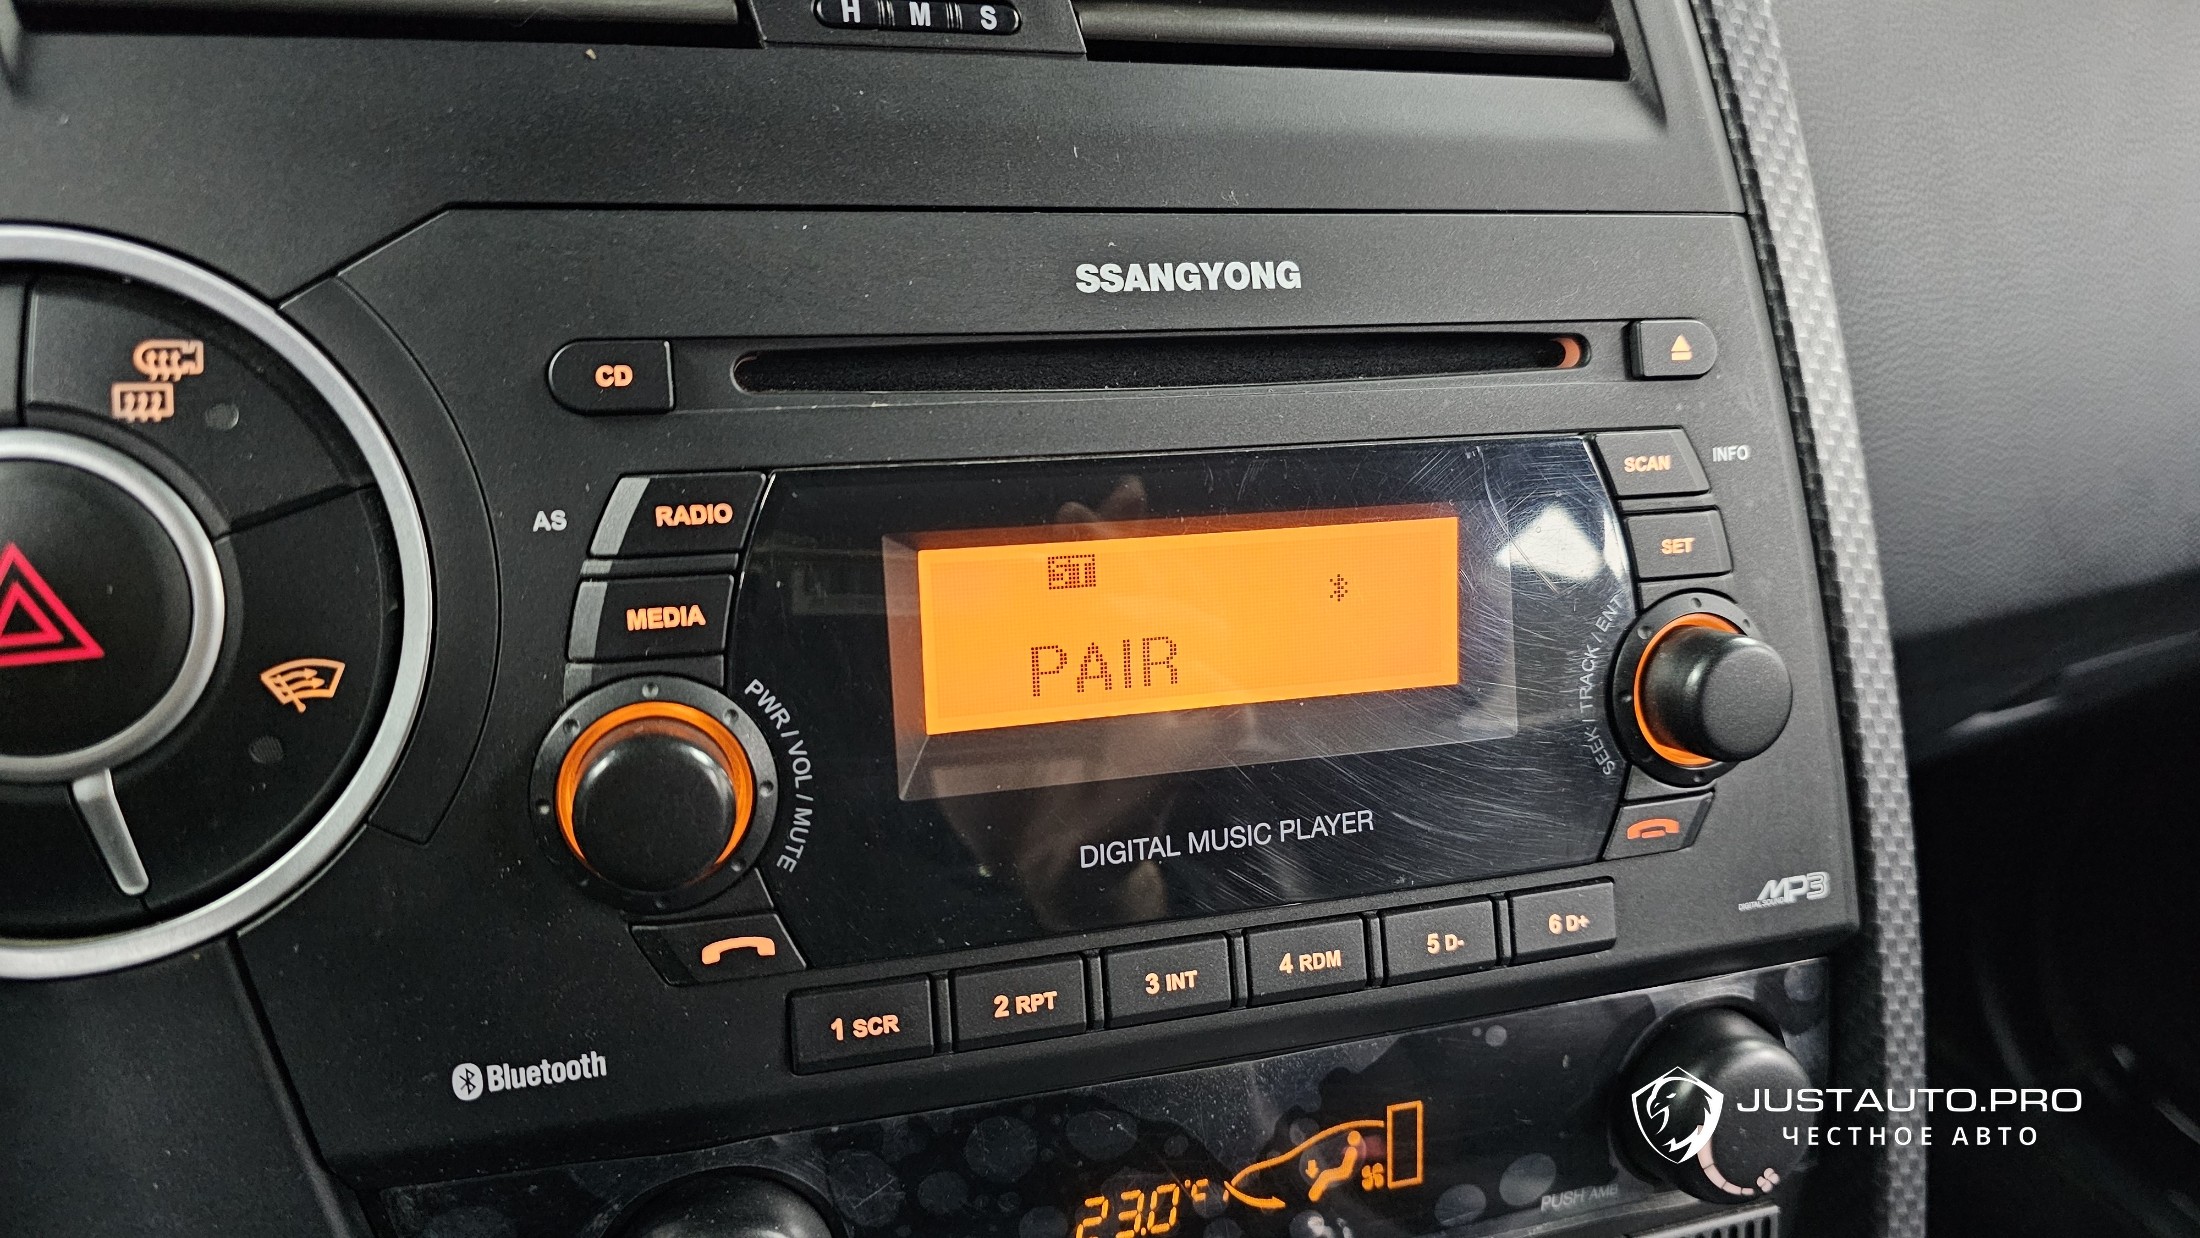 H M S
SSANGYONG
CD
AS
RADIO
MEDIA
PWR / VOL / MUTE
PAIR
DIGITAL MUSIC PLAYER
SCAN
INFO
SET
SEEK / TRACK / ENT
MP3
DIGITAL SOUND
1 SCR
2 RPT
3 INT
4 RDM
5 D-
6 D+
Bluetooth
23.0°C
PUSH AMB
JUSTAUTO.PRO
ЧЕСТНОЕ АВТО